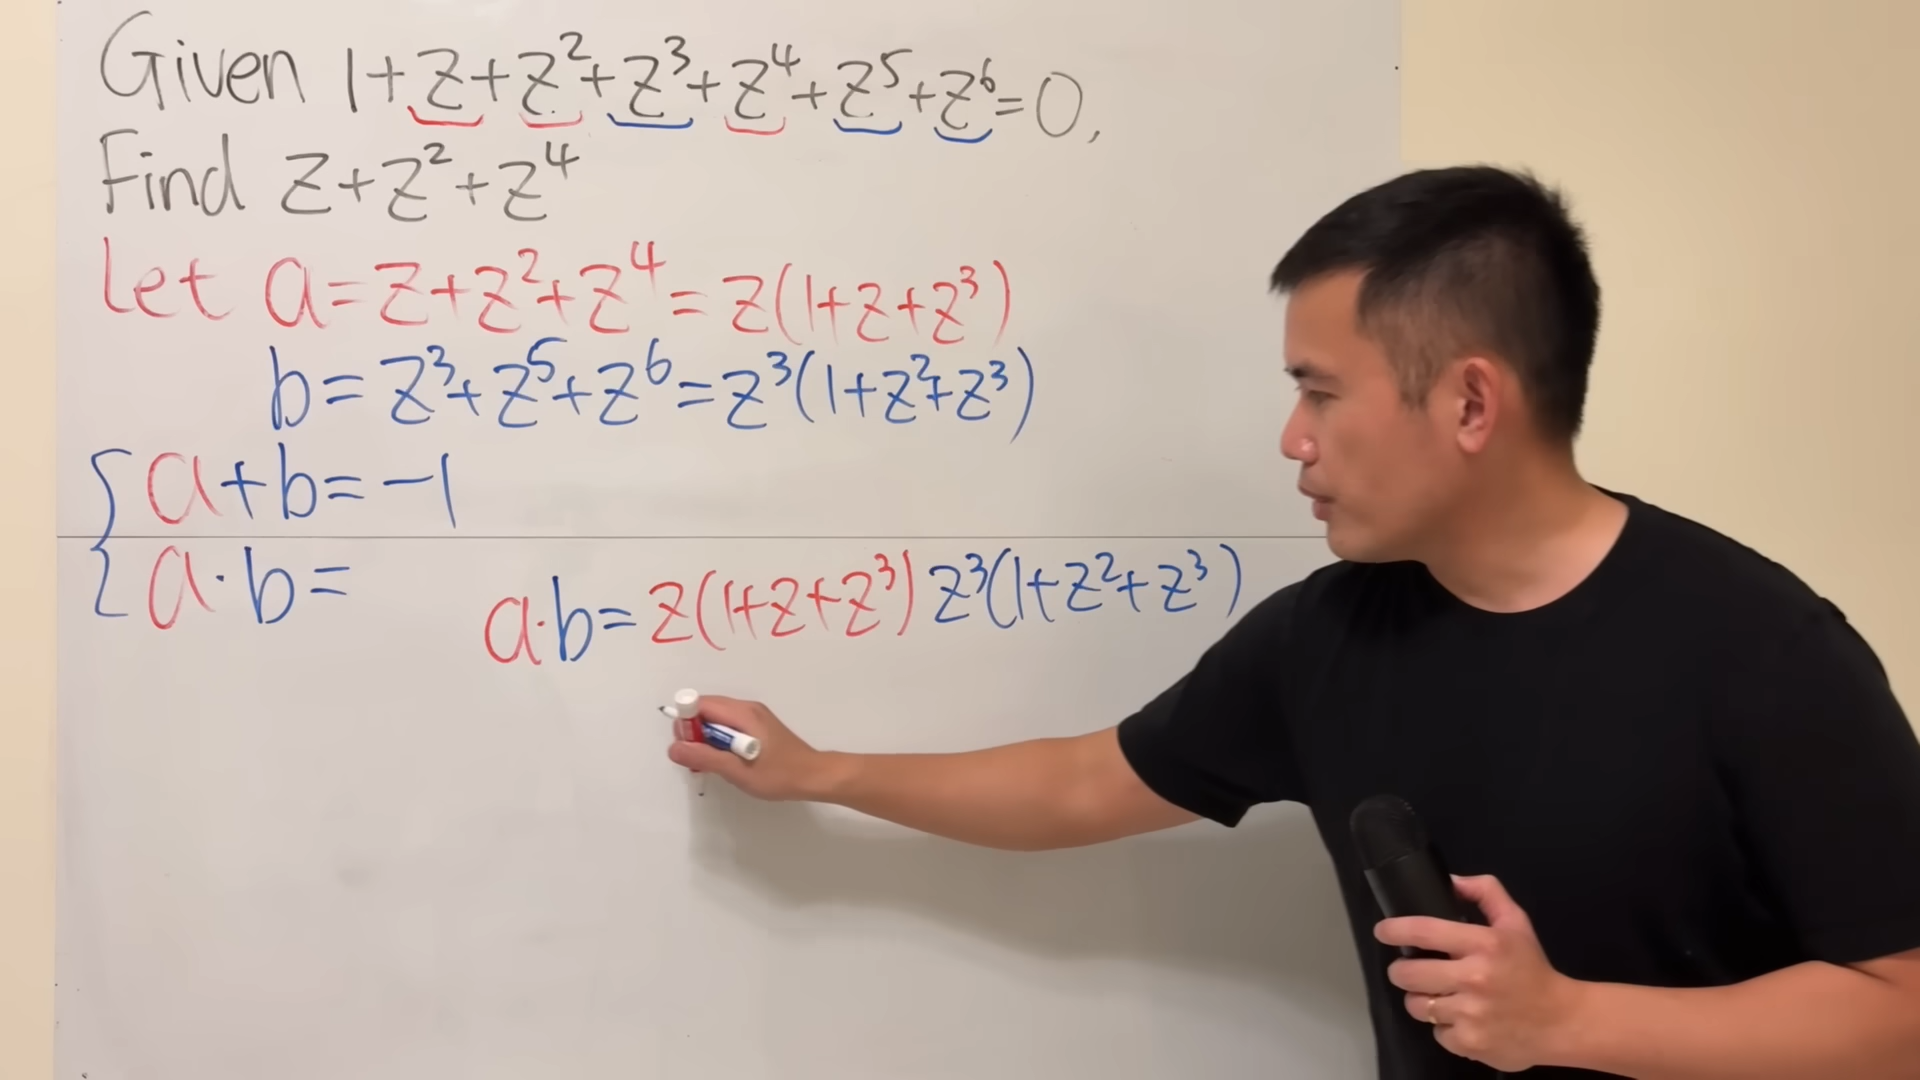 Given 1+z+z²+z³+z⁴+z⁵+z⁶=0,
Find z+z²+z⁴
Let a=z+z²+z⁴=z(1+z+z³)
b=z³+z⁵+z⁶=z³(1+z²+z³)
a+b=-1
a·b=
a·b=z(1+z+z³)z³(1+z²+z³)